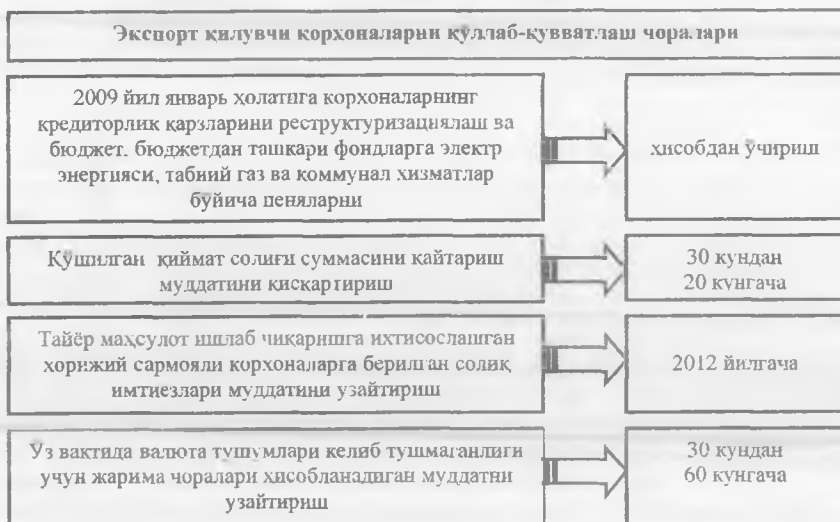 Экспорт қилувчи корхоналарни қўллаб-қувватлаш чоралари
2009 йил январь ҳолатига корхоналарнинг
кредиторлик қарзларини реструктуризациялаш ва
бюджет, бюджетдан ташқари фондларга электр
энергияси, табиий газ ва коммунал хизматлар
бўйича пеняларни
ҳисобдан ўчириш
Қўшилган қиймат солиғи суммасини қайтариш
муддатини қисқартириш
30 кундан
20 кунгача
Тайёр маҳсулот ишлаб чиқаришга ихтисослашган
хорижий сармояли корхоналарга берилган солиқ
имтиезлари муддатини узайтириш
2012 йилгача
Ўз вақтида валюта тушумлари келиб тушмаганлиги
учун жарима чоралари ҳисобланадиган муддатни
узайтириш
30 кундан
60 кунгача